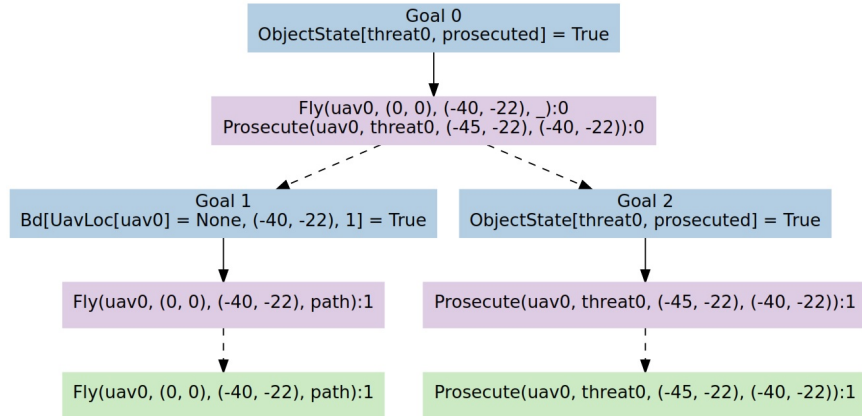 Goal 0
ObjectState[threat0, prosecuted] = True
Fly(uav0, (0, 0), (-40, -22), _):0
Prosecute(uav0, threat0, (-45, -22), (-40, -22)):0
Goal 1
Bd[UavLoc[uav0] = None, (-40, -22), 1] = True
Goal 2
ObjectState[threat0, prosecuted] = True
Fly(uav0, (0, 0), (-40, -22), path):1
Prosecute(uav0, threat0, (-45, -22), (-40, -22)):1
Fly(uav0, (0, 0), (-40, -22), path):1
Prosecute(uav0, threat0, (-45, -22), (-40, -22)):1